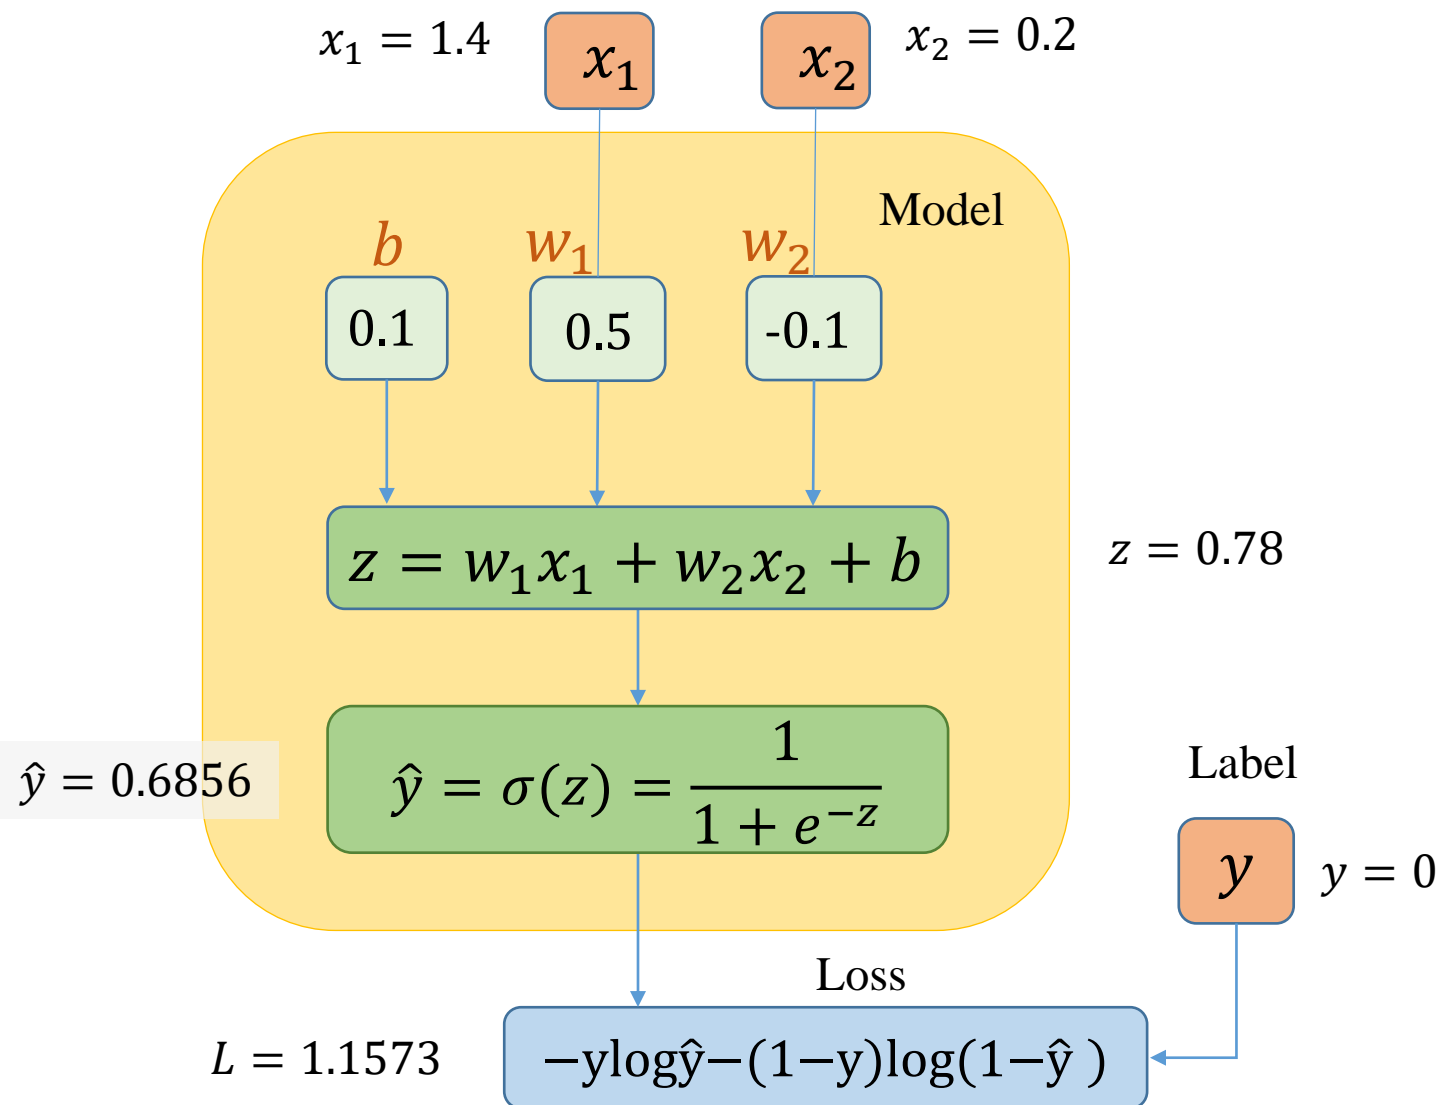 x₁ = 1.4
x₁
x₂
x₂ = 0.2
Model
b
w₁
w₂
0.1
0.5
-0.1
z = w₁x₁ + w₂x₂ + b
z = 0.78
ŷ = 0.6856
ŷ = σ(z) = 1 / (1 + e⁻ᶻ)
Label
y
y = 0
Loss
L = 1.1573
−ylogŷ−(1−y)log(1−ŷ )